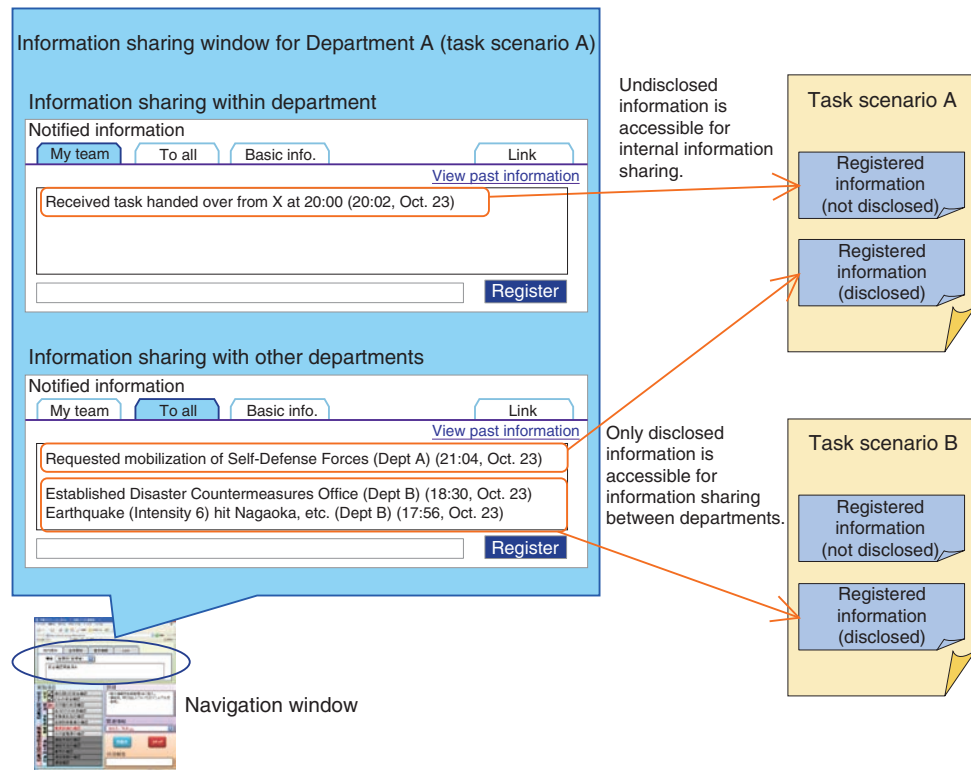 Information sharing window for Department A (task scenario A)
Information sharing within department
Notified information
My team
To all
Basic info.
Link
View past information
Received task handed over from X at 20:00 (20:02, Oct. 23)
Register
Information sharing with other departments
Notified information
My team
To all
Basic info.
Link
View past information
Requested mobilization of Self-Defense Forces (Dept A) (21:04, Oct. 23)
Established Disaster Countermeasures Office (Dept B) (18:30, Oct. 23)
Earthquake (Intensity 6) hit Nagaoka, etc. (Dept B) (17:56, Oct. 23)
Register
Navigation window
Undisclosed
information is
accessible for
internal information
sharing.
Only disclosed
information is
accessible for
information sharing
between departments.
Task scenario A
Registered
information
(not disclosed)
Registered
information
(disclosed)
Task scenario B
Registered
information
(not disclosed)
Registered
information
(disclosed)